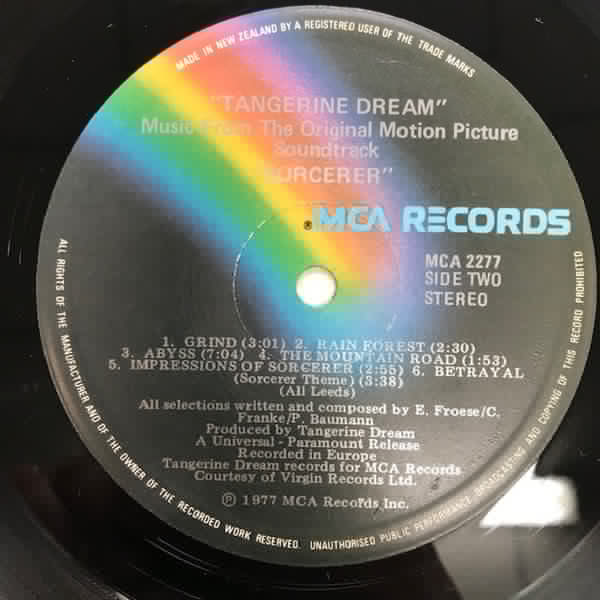 MADE IN NEW ZEALAND BY A REGISTERED USER OF THE TRADE MARKS
"TANGERINE DREAM"
Music From The Original Motion Picture
Soundtrack
"SORCERER"
® MCA RECORDS
MCA 2277
SIDE TWO
STEREO
1. GRIND (3:01) 2. RAIN FOREST (2:30)
3. ABYSS (7:04) 4. THE MOUNTAIN ROAD (1:53)
5. IMPRESSIONS OF SORCERER (2:55) 6. BETRAYAL
(Sorcerer Theme) (3:38)
(All Leeds)
All selections written and composed by E. Froese/C.
Franke/P. Baumann
Produced by Tangerine Dream
A Universal - Paramount Release
Recorded in Europe
Tangerine Dream records for MCA Records
Courtesy of Virgin Records Ltd.
℗ 1977 MCA Records Inc.
ALL RIGHTS OF THE MANUFACTURER AND OF THE OWNER OF THE RECORDED WORK RESERVED. UNAUTHORISED PUBLIC PERFORMANCE, BROADCASTING AND COPYING OF THIS RECORD PROHIBITED